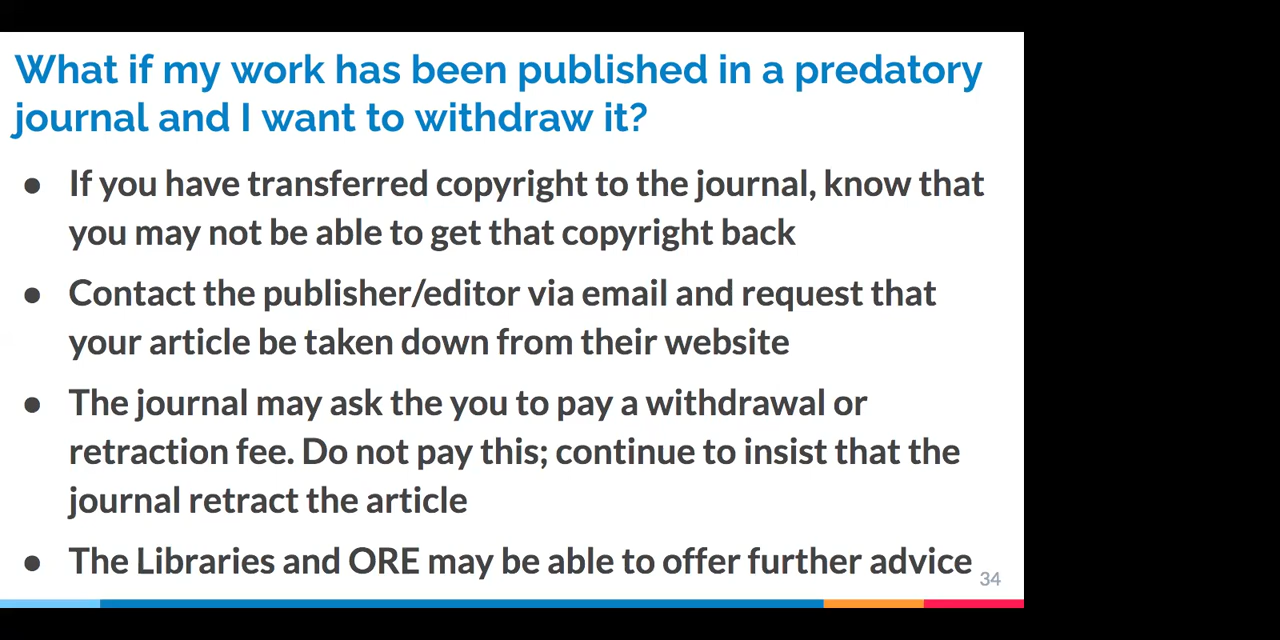 What if my work has been published in a predatory
journal and I want to withdraw it?
● If you have transferred copyright to the journal, know that
you may not be able to get that copyright back
● Contact the publisher/editor via email and request that
your article be taken down from their website
● The journal may ask the you to pay a withdrawal or
retraction fee. Do not pay this; continue to insist that the
journal retract the article
● The Libraries and ORE may be able to offer further advice
34